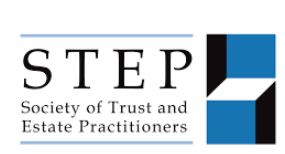 STEP
Society of Trust and
Estate Practitioners